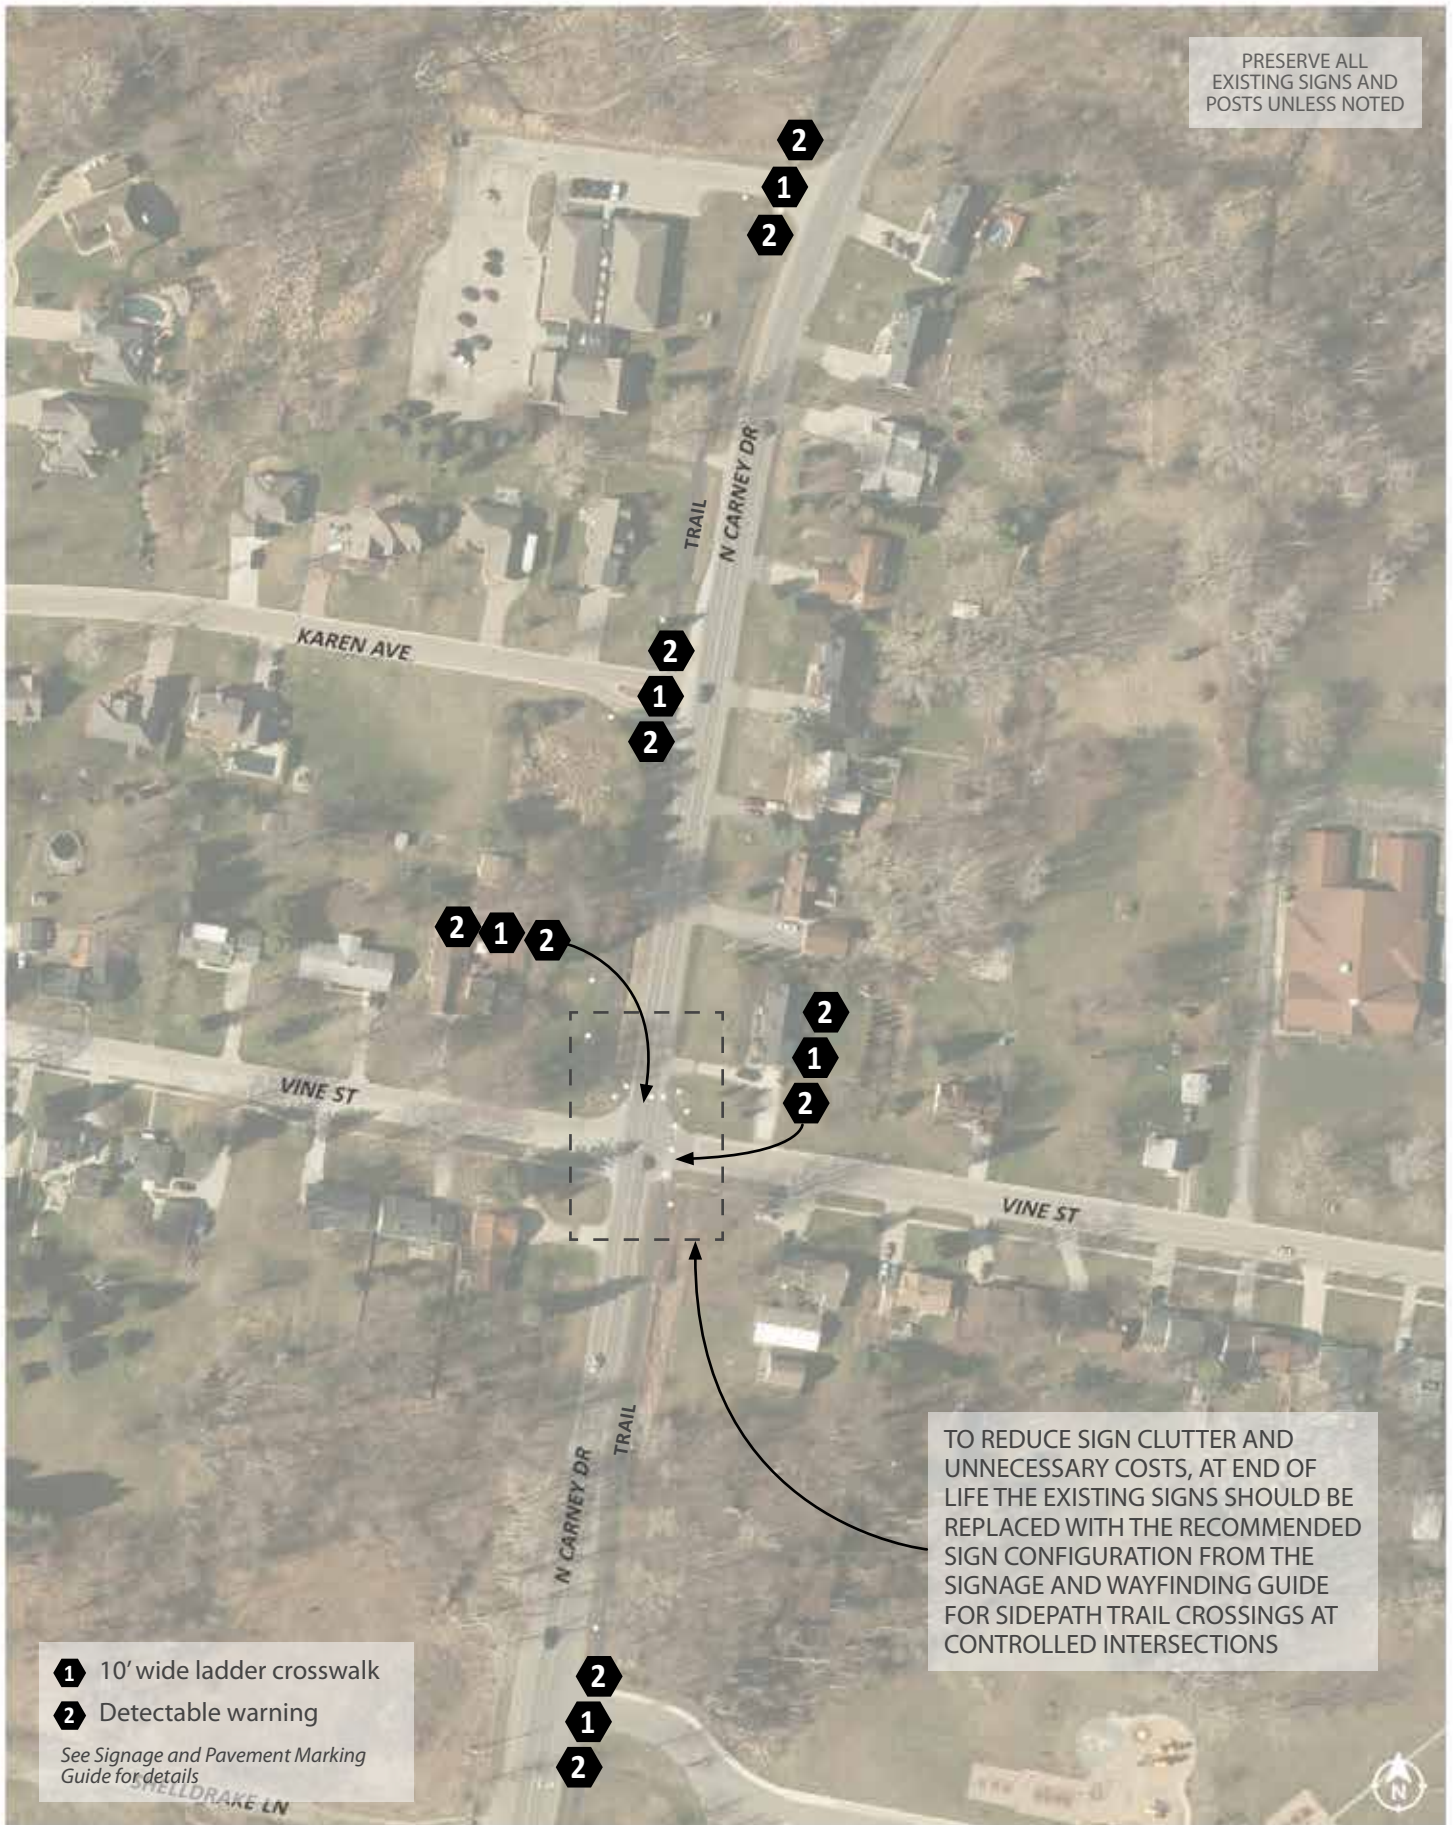 PRESERVE ALL
EXISTING SIGNS AND
POSTS UNLESS NOTED
2
1
2
N CARNEY DR
TRAIL
KAREN AVE
2
1
2
2 1 2
2
1
2
VINE ST
VINE ST
TRAIL
N CARNEY DR
TO REDUCE SIGN CLUTTER AND
UNNECESSARY COSTS, AT END OF
LIFE THE EXISTING SIGNS SHOULD BE
REPLACED WITH THE RECOMMENDED
SIGN CONFIGURATION FROM THE
SIGNAGE AND WAYFINDING GUIDE
FOR SIDEPATH TRAIL CROSSINGS AT
CONTROLLED INTERSECTIONS
2
1
2
1 10' wide ladder crosswalk
2 Detectable warning
See Signage and Pavement Marking
Guide for details
SHELLDRAKE LN
N